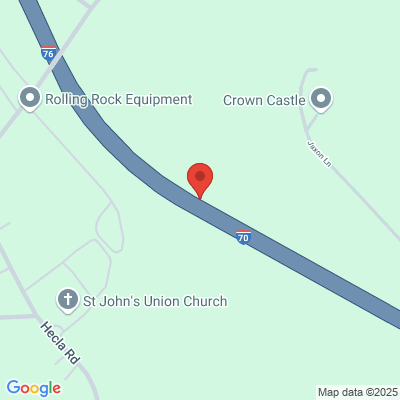 76
Rolling Rock Equipment
Crown Castle
Jaxon Ln
70
St John's Union Church
Hecla Rd
Google
Map data ©2025